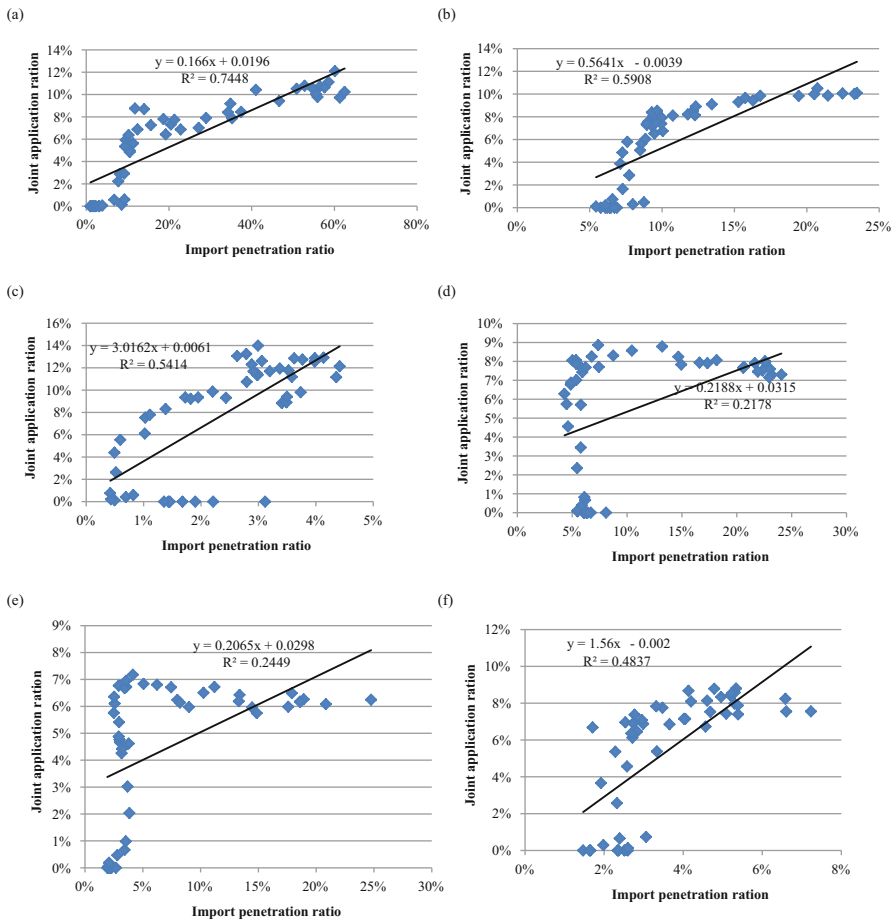 (a)
14%
12%
10%
8%
6%
4%
2%
0%
0%
20%
40%
60%
80%
y = 0.166x + 0.0196
R² = 0.7448
Joint application ration
Import penetration ratio
(b)
14%
12%
10%
8%
6%
4%
2%
0%
0%
5%
10%
15%
20%
25%
y = 0.5641x - 0.0039
R² = 0.5908
Joint application ration
Import penetration ration
(c)
16%
14%
12%
10%
8%
6%
4%
2%
0%
0%
1%
2%
3%
4%
5%
y = 3.0162x + 0.0061
R² = 0.5414
Joint application ration
Import penetration ratio
(d)
10%
9%
8%
7%
6%
5%
4%
3%
2%
1%
0%
0%
5%
10%
15%
20%
25%
30%
y = 0.2188x + 0.0315
R² = 0.2178
Joint application ration
Import penetration ration
(e)
9%
8%
7%
6%
5%
4%
3%
2%
1%
0%
0%
5%
10%
15%
20%
25%
30%
y = 0.2065x + 0.0298
R² = 0.2449
Joint application ration
Import penetration ratio
(f)
12%
10%
8%
6%
4%
2%
0%
0%
2%
4%
6%
8%
y = 1.56x - 0.002
R² = 0.4837
Joint application ration
Import penetration ration